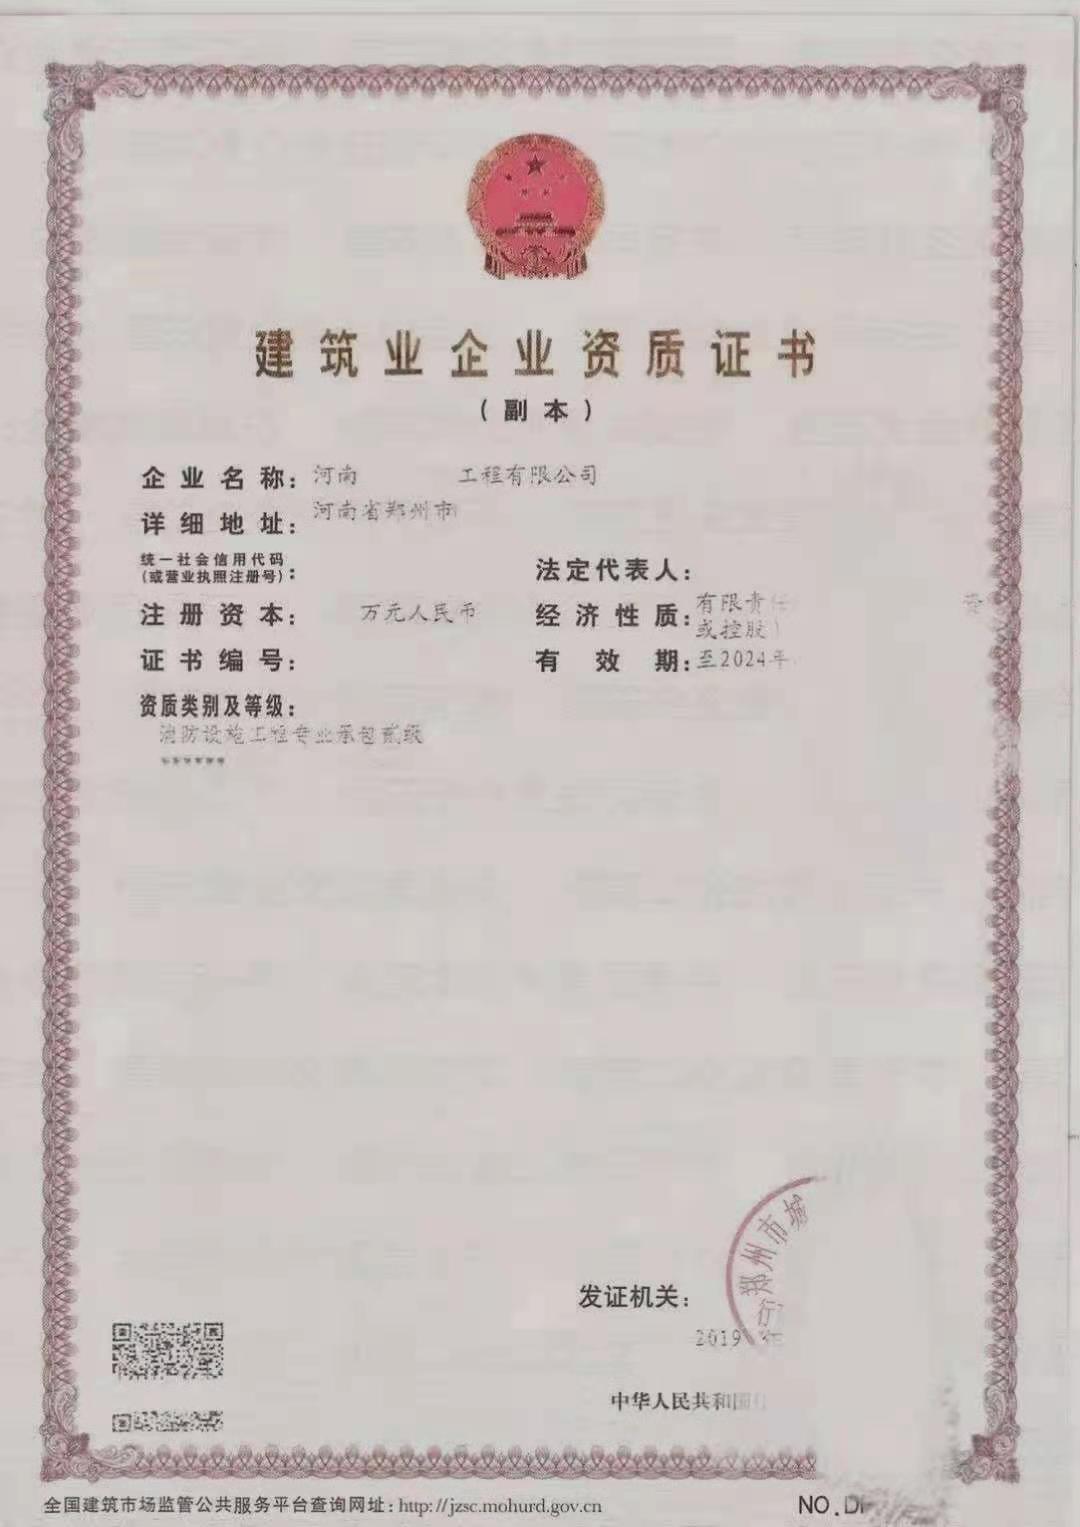 建筑业企业资质证书
(副本)
企业名称: 河南 工程有限公司
详细地址: 河南省郑州市
统一社会信用代码
(或营业执照注册号):
法定代表人:
注册资本: 万元人民币
经济性质: 有限责任
或控股)
证书编号:
有效期: 至2024年
资质类别及等级:
消防设施工程专业承包贰级
*******
郑州市城
行
发证机关:
2019
中华人民共和国
全国建筑市场监管公共服务平台查询网址: http://jzsc.mohurd.gov.cn
NO.DF